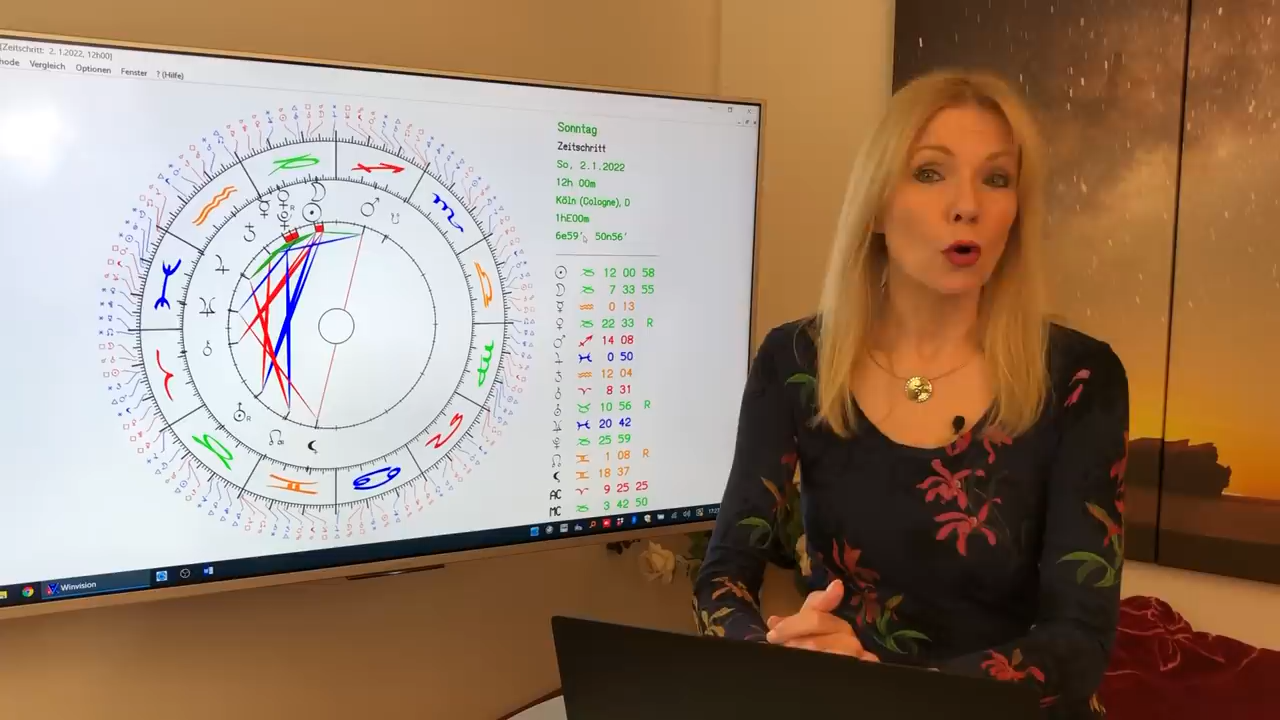 [Zeitschritt: 2. 1.2022, 12h00]
Vergleich Optionen Fenster ? (Hilfe)
Sonntag
Zeitschritt
So, 2.1.2022
12h 00m
Köln (Cologne), D
1hE00m
6e59' 50n56'
12 00 58
7 33 55
0 13
22 33 R
14 08
0 50
12 04
8 31
10 56 R
20 42
25 59
1 08 R
18 37
AC 9 25 25
MC 3 42 50
Winvision